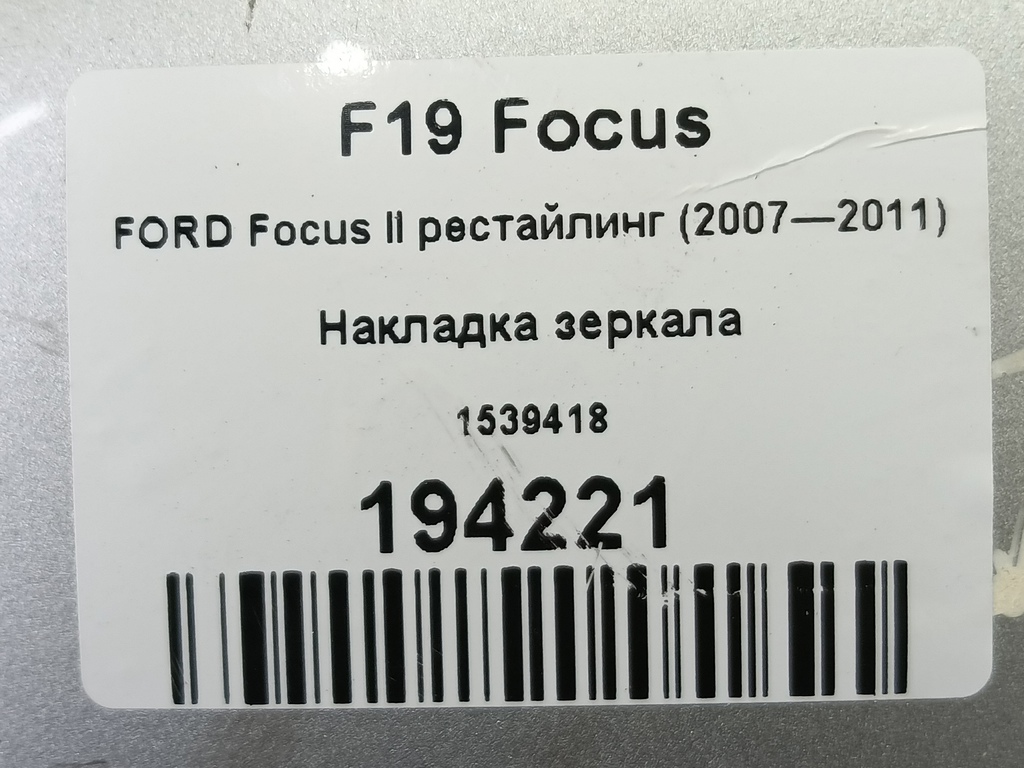 F19 Focus
FORD Focus II рестайлинг (2007—2011)
Накладка зеркала
1539418
194221